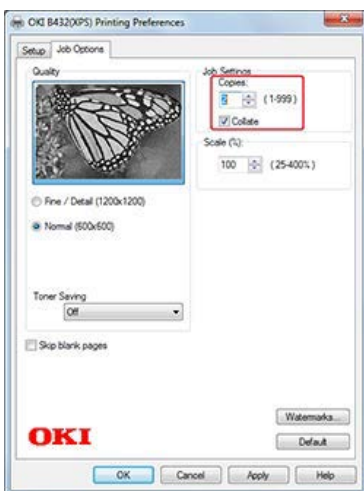 OKI B432(XPS) Printing Preferences
Setup
Job Options
Quality
Fine / Detail (1200x1200)
Normal (600x600)
Toner Saving
Off
Skip blank pages
Job Settings
Copies:
2 (1-999)
Collate
Scale (%):
100 (25-400%)
OKI
Watermarks...
Default
OK
Cancel
Apply
Help